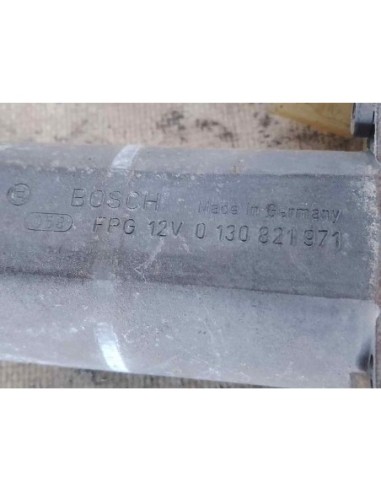 BOSCH Made in Germany
FPG 12V 0 130 821 971